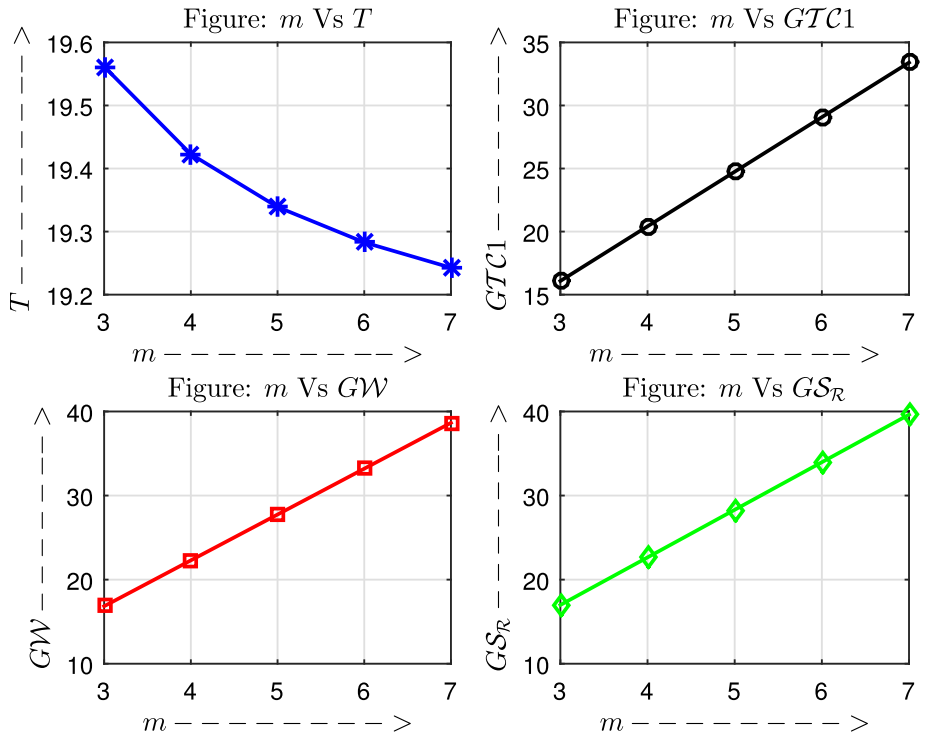 Figure: m Vs T
T — — — — — — — >
19.6
19.5
19.4
19.3
19.2
3 4 5 6 7
m — — — — — — — — — >
Figure: m Vs G𝒯𝒞1
G𝒯𝒞1 — — — — — — >
35
30
25
20
15
3 4 5 6 7
m — — — — — — — — — >
Figure: m Vs G𝒲
G𝒲 — — — — — — >
40
30
20
10
3 4 5 6 7
m — — — — — — — — >
Figure: m Vs G𝒮_ℛ
G𝒮_ℛ — — — — — — >
40
30
20
10
3 4 5 6 7
m — — — — — — — — >